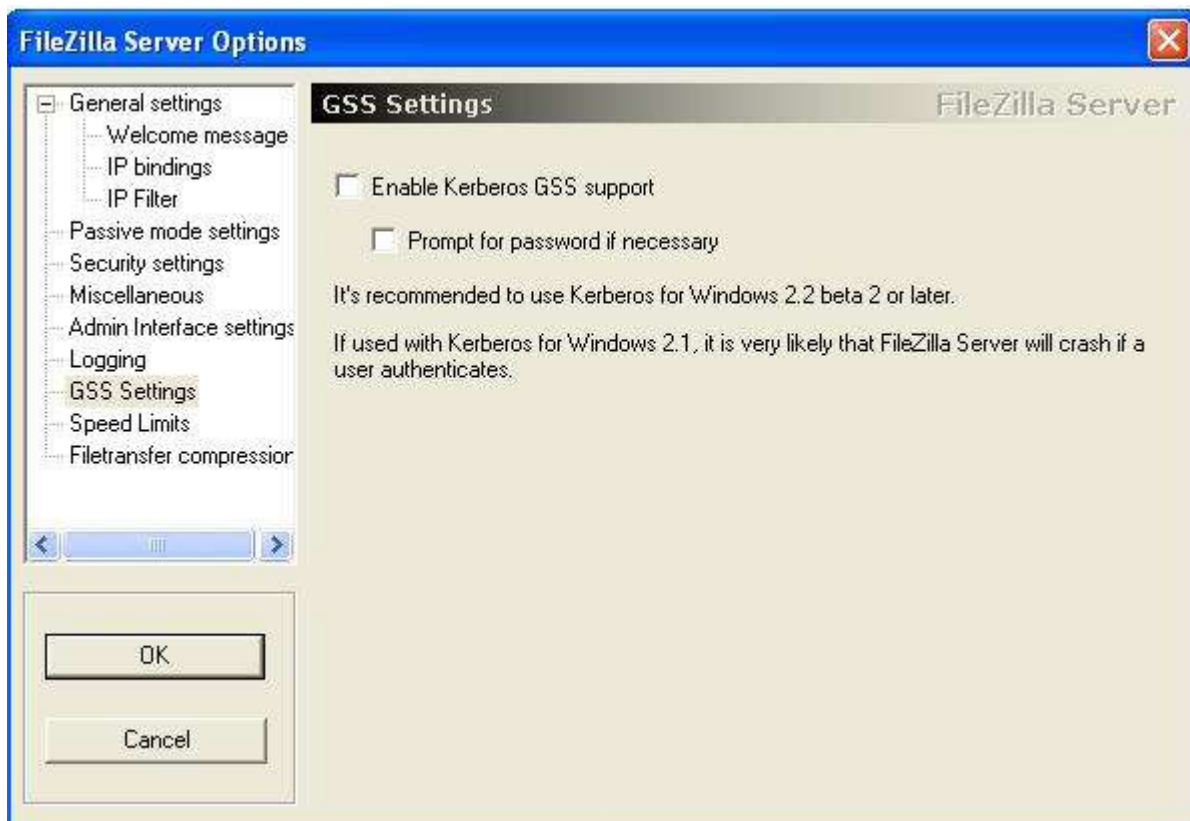 FileZilla Server Options
General settings
Welcome message
IP bindings
IP Filter
Passive mode settings
Security settings
Miscellaneous
Admin Interface settings
Logging
GSS Settings
Speed Limits
Filetransfer compression
OK
Cancel
GSS Settings
FileZilla Server
Enable Kerberos GSS support
Prompt for password if necessary
It's recommended to use Kerberos for Windows 2.2 beta 2 or later.
If used with Kerberos for Windows 2.1, it is very likely that FileZilla Server will crash if a
user authenticates.